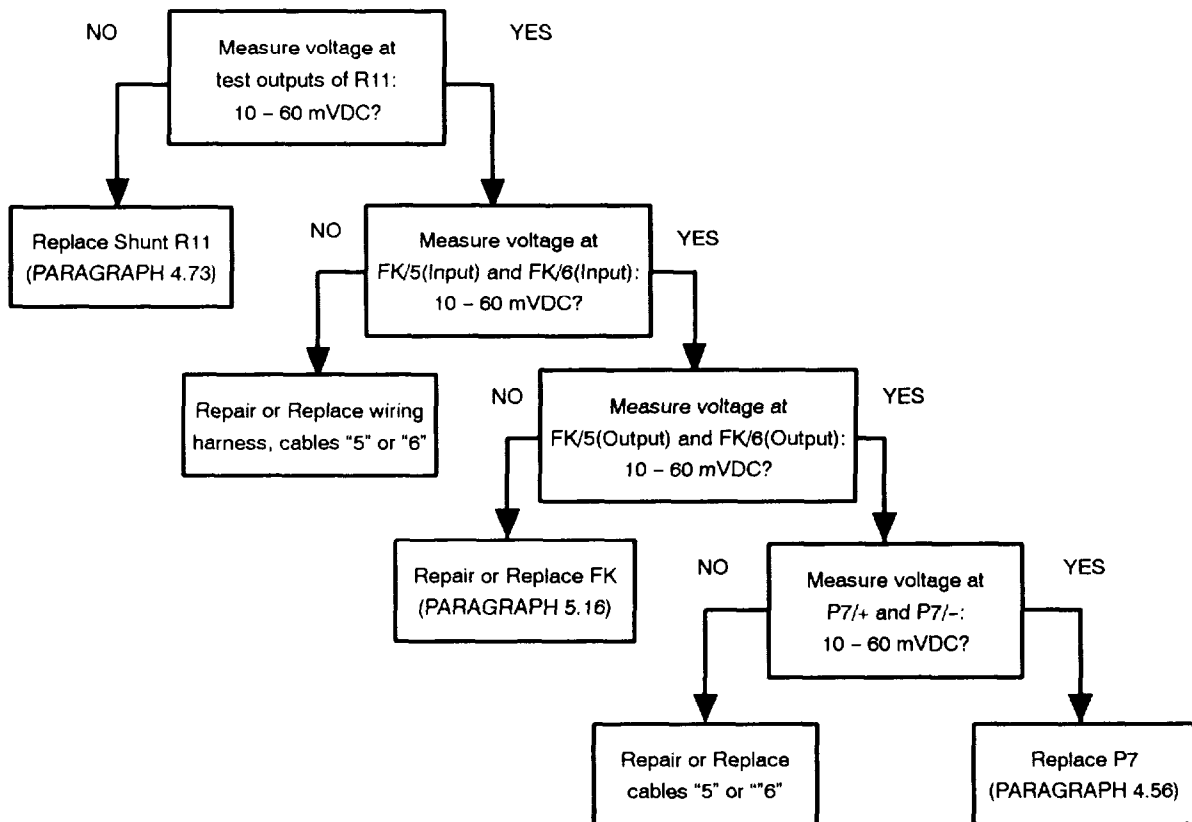 NO
YES
Measure voltage at
test outputs of R11:
10 – 60 mVDC?
Replace Shunt R11
(PARAGRAPH 4.73)
NO
YES
Measure voltage at
FK/5(Input) and FK/6(Input):
10 – 60 mVDC?
Repair or Replace wiring
harness, cables “5” or “6”
NO
YES
Measure voltage at
FK/5(Output) and FK/6(Output):
10 – 60 mVDC?
Repair or Replace FK
(PARAGRAPH 5.16)
NO
YES
Measure voltage at
P7/+ and P7/–:
10 – 60 mVDC?
Repair or Replace
cables “5” or “”6”
Replace P7
(PARAGRAPH 4.56)